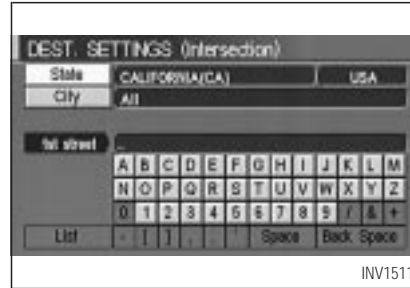 DEST. SETTINGS (Intersection)
State CALIFORNIA(CA) USA
City All
1st street _
A B C D E F G H I J K L M
N O P Q R S T U V W X Y Z
0 1 2 3 4 5 6 7 8 9 / & +
List - [ ] , . ' Space Back Space
INV1511